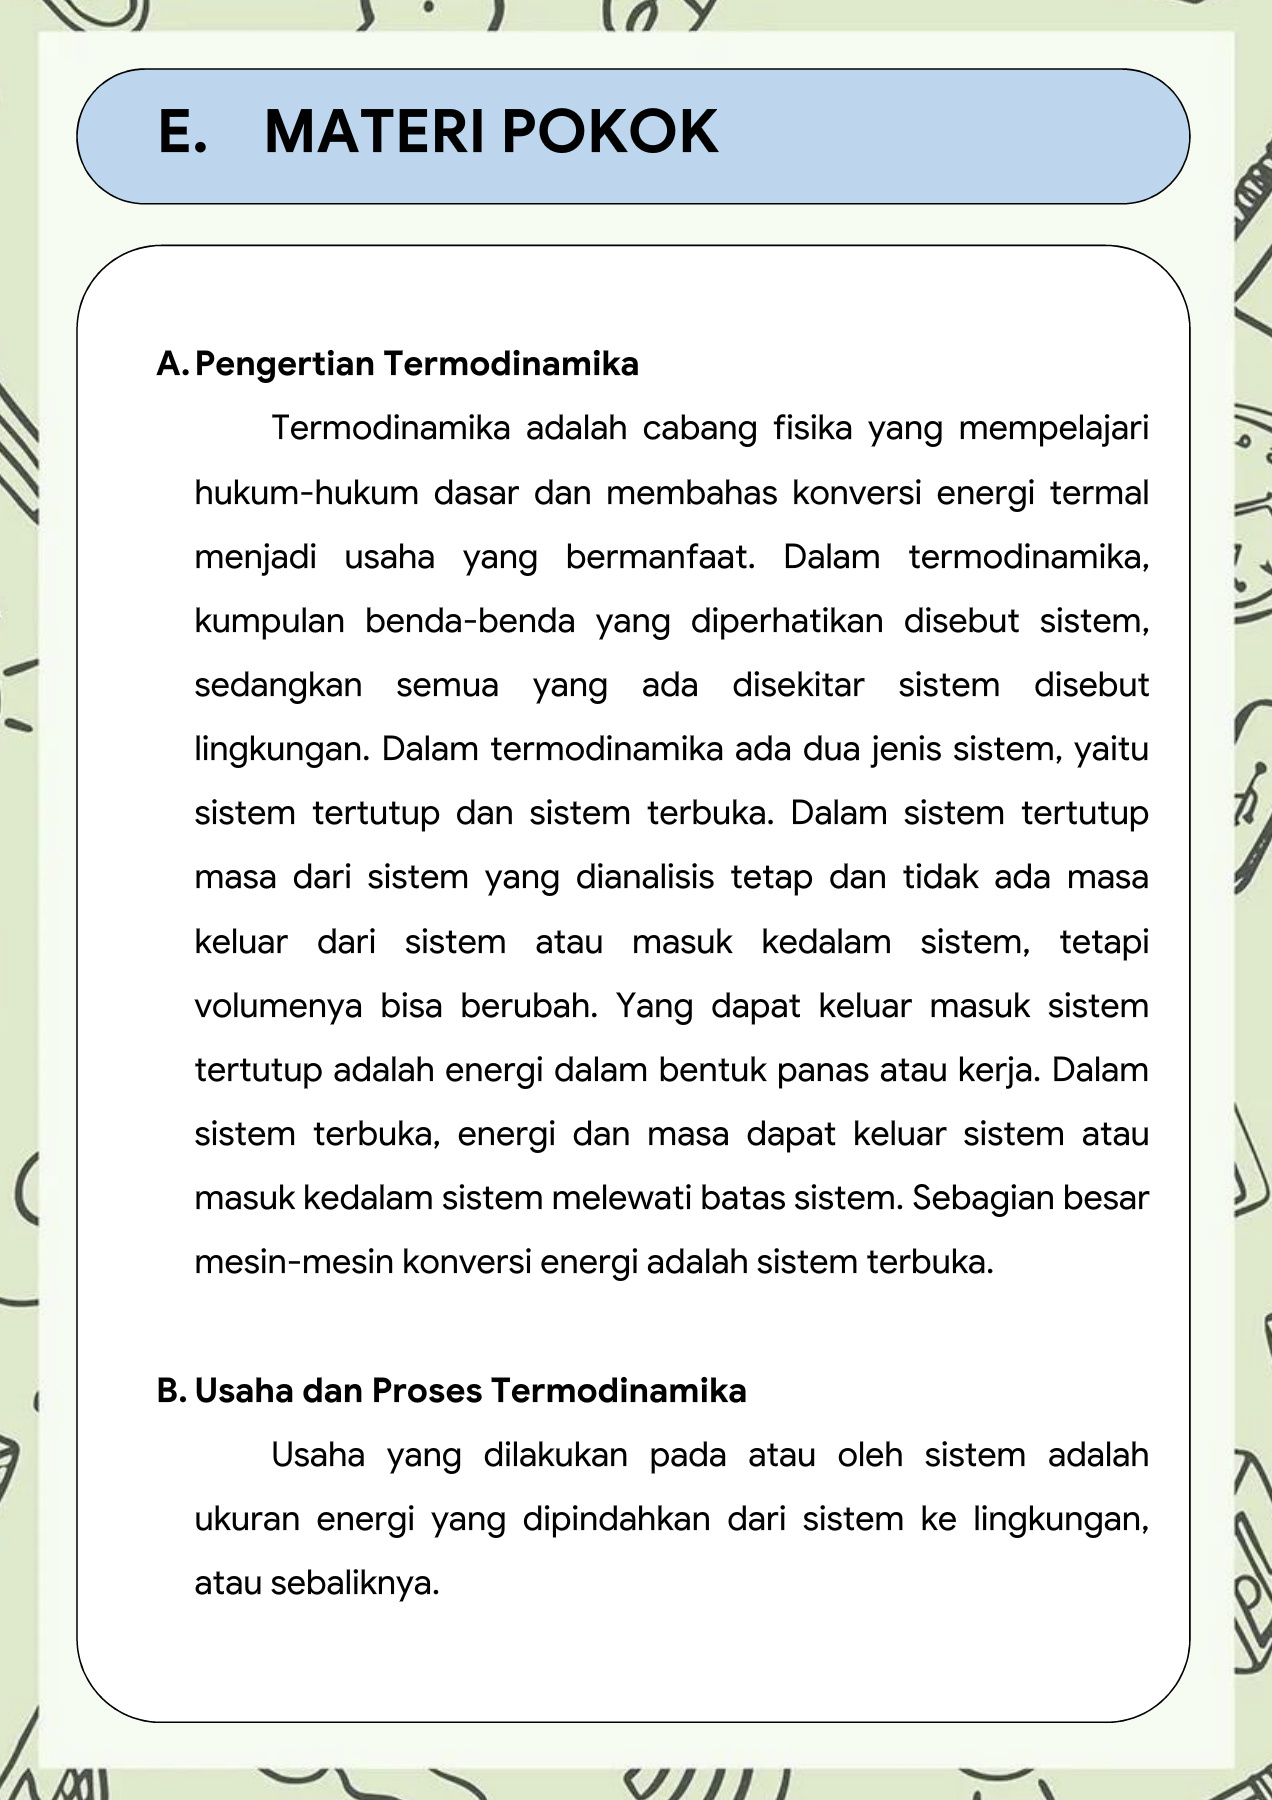 E. MATERI POKOK
A. Pengertian Termodinamika
Termodinamika adalah cabang fisika yang mempelajari
hukum-hukum dasar dan membahas konversi energi termal
menjadi usaha yang bermanfaat. Dalam termodinamika,
kumpulan benda-benda yang diperhatikan disebut sistem,
sedangkan semua yang ada disekitar sistem disebut
lingkungan. Dalam termodinamika ada dua jenis sistem, yaitu
sistem tertutup dan sistem terbuka. Dalam sistem tertutup
masa dari sistem yang dianalisis tetap dan tidak ada masa
keluar dari sistem atau masuk kedalam sistem, tetapi
volumenya bisa berubah. Yang dapat keluar masuk sistem
tertutup adalah energi dalam bentuk panas atau kerja. Dalam
sistem terbuka, energi dan masa dapat keluar sistem atau
masuk kedalam sistem melewati batas sistem. Sebagian besar
mesin-mesin konversi energi adalah sistem terbuka.
B. Usaha dan Proses Termodinamika
Usaha yang dilakukan pada atau oleh sistem adalah
ukuran energi yang dipindahkan dari sistem ke lingkungan,
atau sebaliknya.